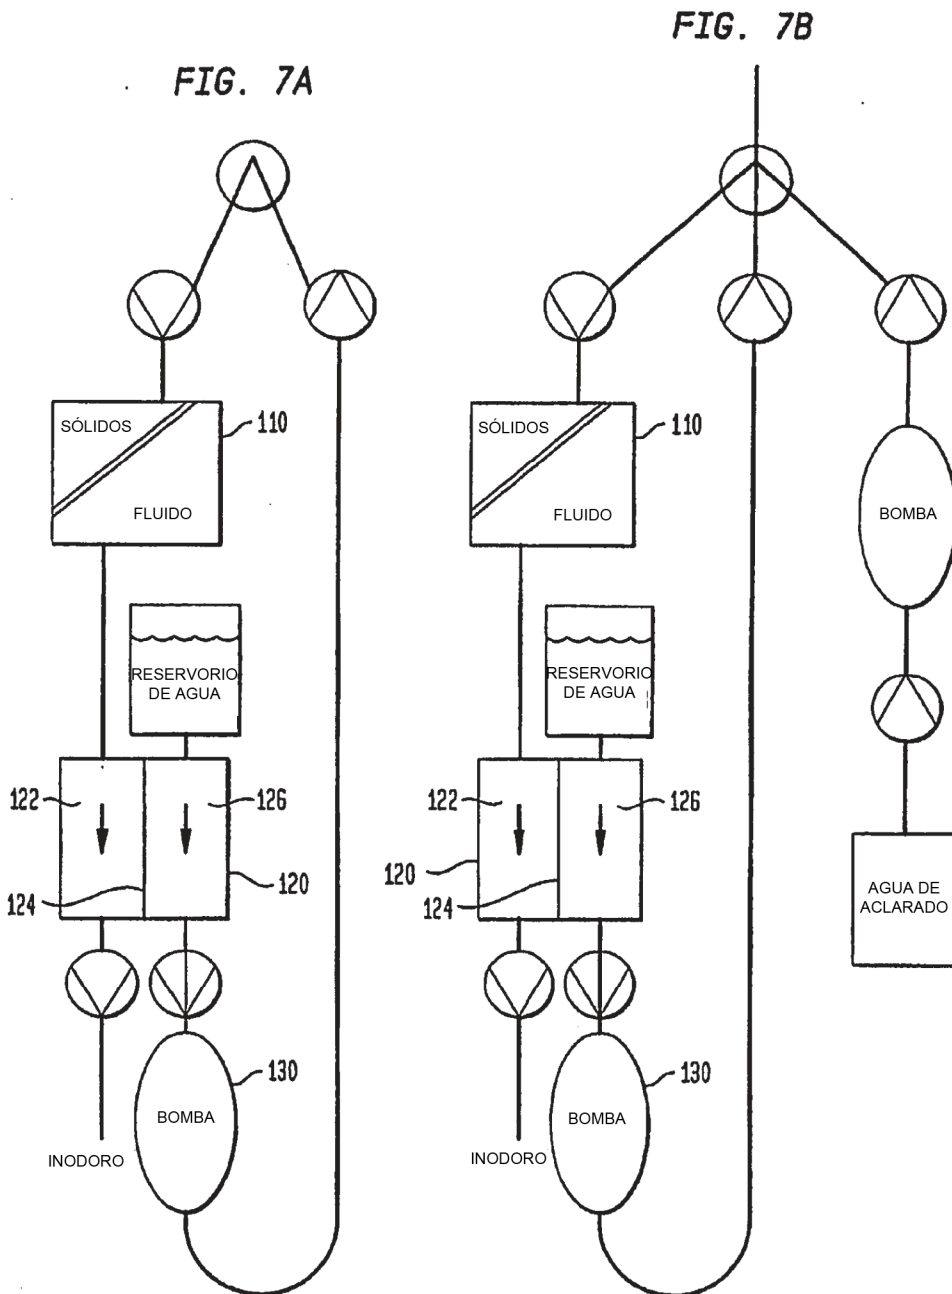 FIG. 7A
SÓLIDOS
FLUIDO
110
RESERVORIO
DE AGUA
122
126
124
120
130
BOMBA
INODORO
FIG. 7B
SÓLIDOS
FLUIDO
110
BOMBA
RESERVORIO
DE AGUA
122
126
120
124
AGUA DE
ACLARADO
130
BOMBA
INODORO